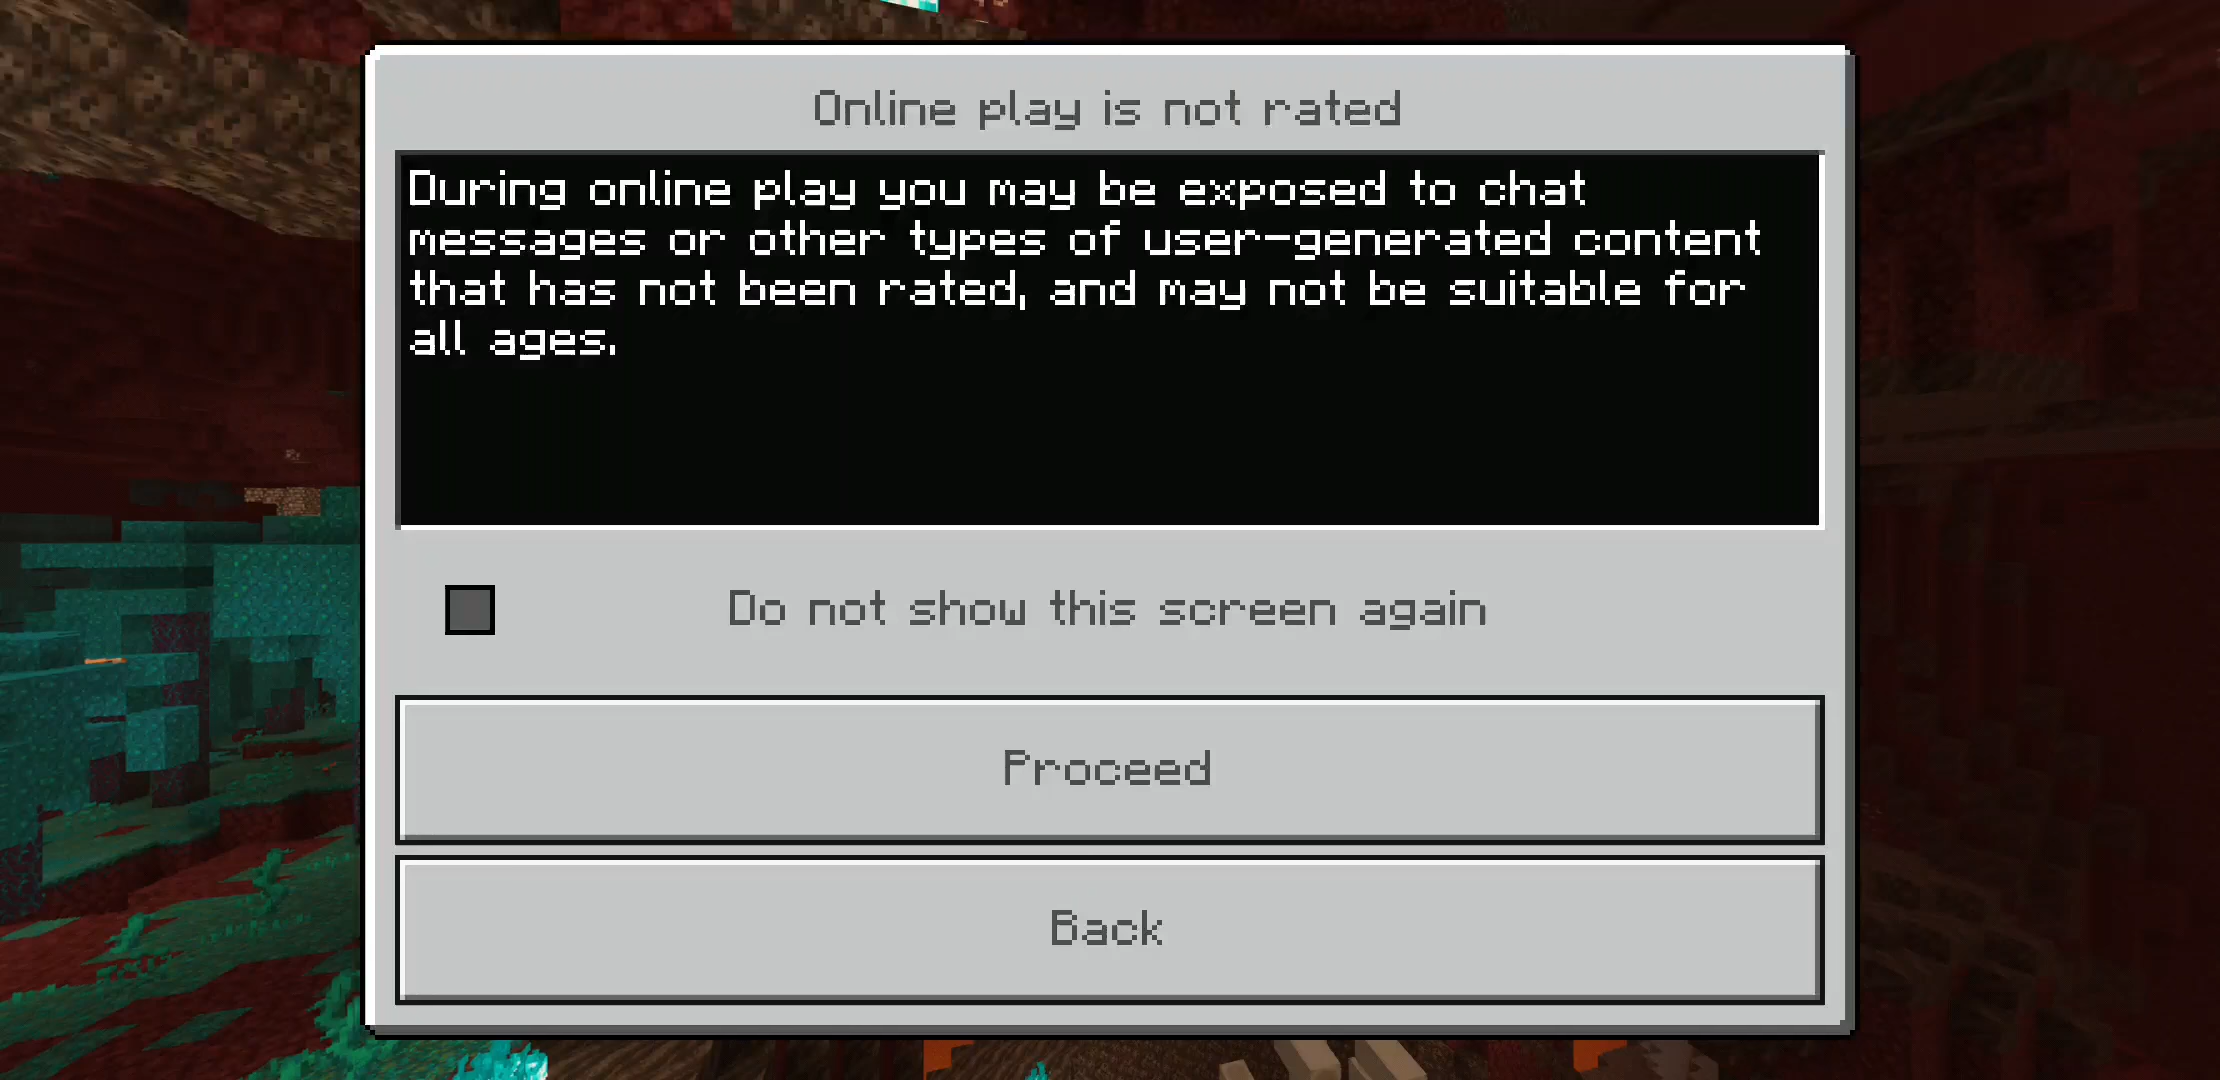 Online play is not rated
During online play you may be exposed to chat
messages or other types of user-generated content
that has not been rated, and may not be suitable for
all ages.
Do not show this screen again
Proceed
Back